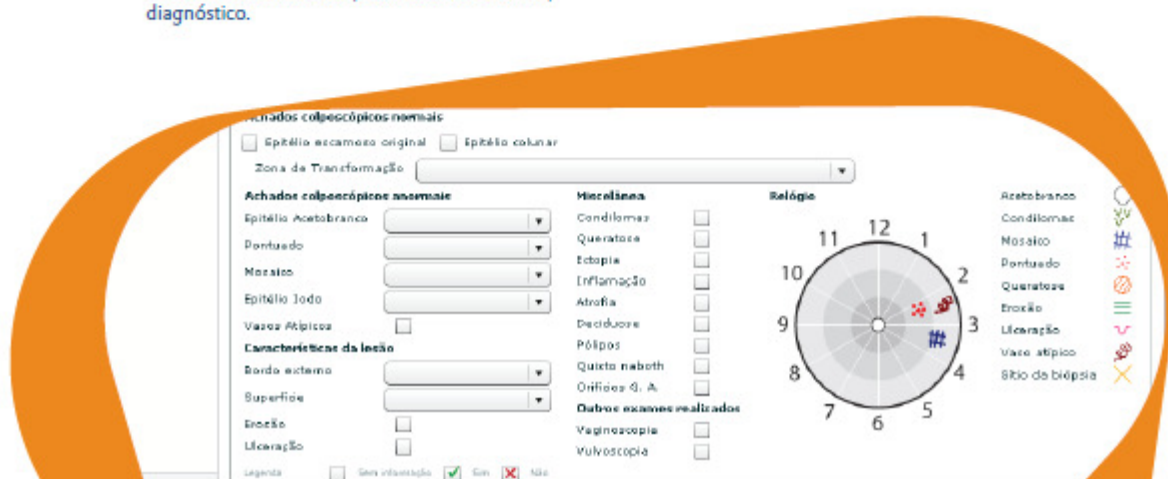 diagnóstico.
Achados colposcópicos normais
Epitélio escamoso original
Epitélio colunar
Zona de Transformação
Achados colposcópicos anormais
Epitélio Acetobranco
Pontuado
Mosaico
Epitélio Iodo
Vasos Atípicos
Características da lesão
Bordo externo
Superfície
Erosão
Ulceração
Legenda
Sem informação
Sim
Não
Miscelânea
Condilomas
Queratose
Ectopia
Inflamação
Atrofia
Deciduose
Pólipos
Quisto naboth
Orifícios G. A.
Outros exames realizados
Vaginoscopia
Vulvoscopia
Relógio
12
1
2
3
4
5
6
7
8
9
10
11
Acetobranco
Condilomas
Mosaico
Pontuado
Queratose
Erosão
Ulceração
Vaso atípico
Sítio da biópsia